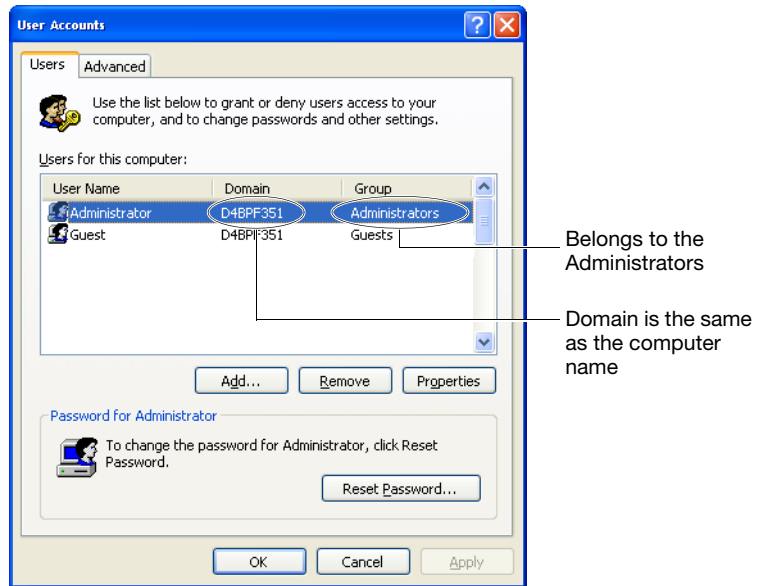 User Accounts
Users Advanced
Use the list below to grant or deny users access to your
computer, and to change passwords and other settings.
Users for this computer:
User Name Domain Group
Administrator D4BPF351 Administrators
Guest D4BPF351 Guests
Belongs to the
Administrators
Domain is the same
as the computer
name
Add... Remove Properties
Password for Administrator
To change the password for Administrator, click Reset
Password.
Reset Password...
OK Cancel Apply